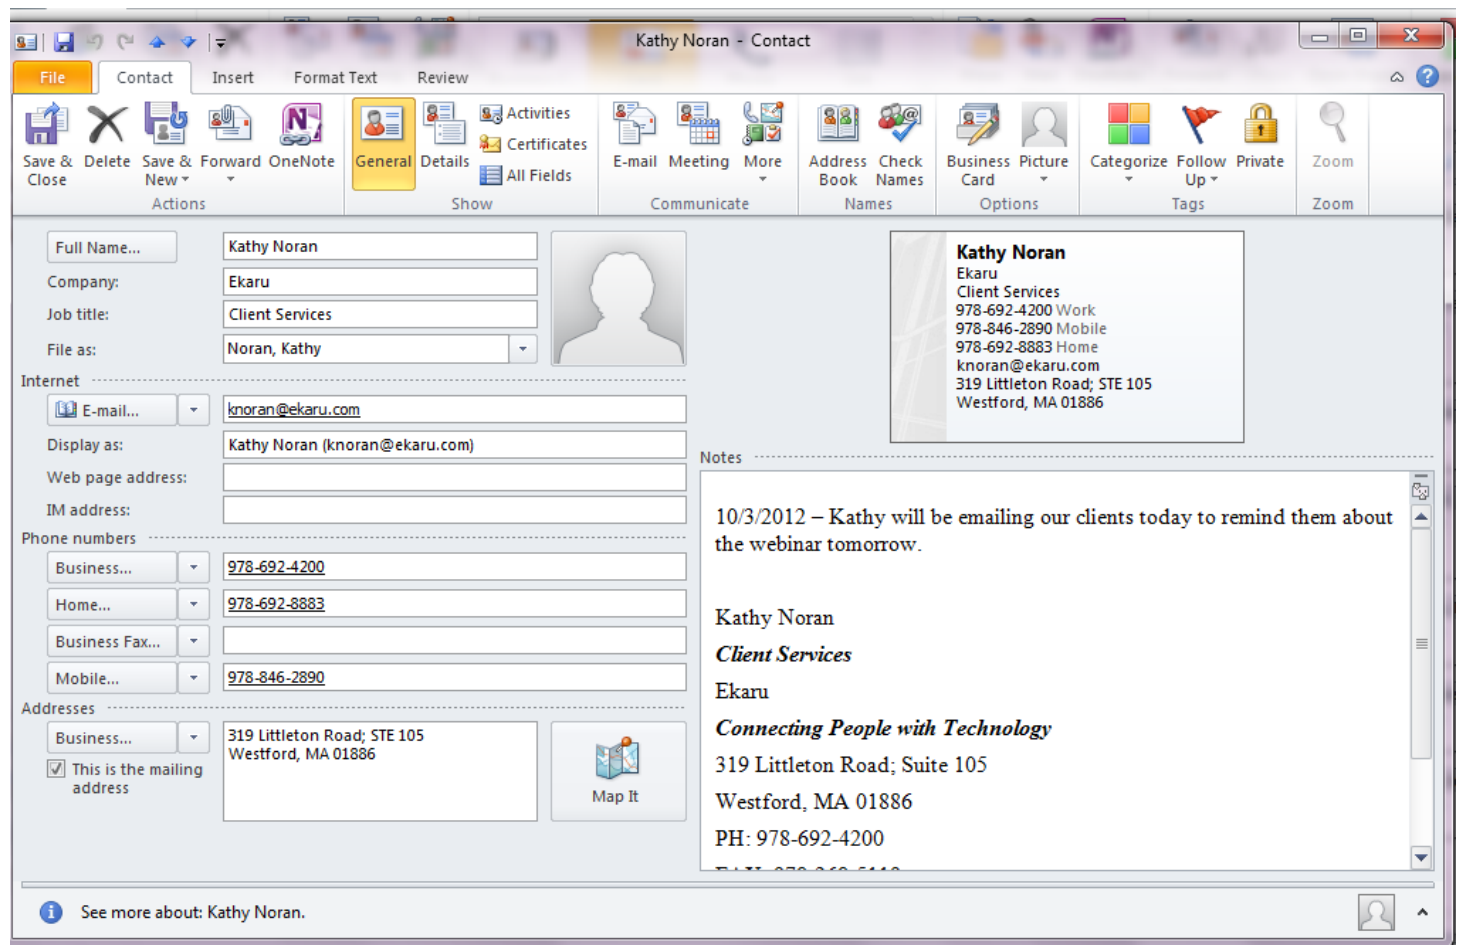 Kathy Noran - Contact
File Contact Insert Format Text Review
Save & Close
Delete
Save & New
Forward
OneNote
Actions
General
Details
Activities
Certificates
All Fields
Show
E-mail
Meeting
More
Communicate
Address Book
Check Names
Names
Business Card
Picture
Options
Categorize
Follow Up
Private
Tags
Zoom
Zoom
Full Name... Kathy Noran
Company: Ekaru
Job title: Client Services
File as: Noran, Kathy
Internet
E-mail... knoran@ekaru.com
Display as: Kathy Noran (knoran@ekaru.com)
Web page address:
IM address:
Phone numbers
Business... 978-692-4200
Home... 978-692-8883
Business Fax...
Mobile... 978-846-2890
Addresses
Business... 319 Littleton Road; STE 105
Westford, MA 01886
This is the mailing
address
Map It
Kathy Noran
Ekaru
Client Services
978-692-4200 Work
978-846-2890 Mobile
978-692-8883 Home
knoran@ekaru.com
319 Littleton Road; STE 105
Westford, MA 01886
Notes
10/3/2012 – Kathy will be emailing our clients today to remind them about
the webinar tomorrow.
Kathy Noran
Client Services
Ekaru
Connecting People with Technology
319 Littleton Road; Suite 105
Westford, MA 01886
PH: 978-692-4200
See more about: Kathy Noran.